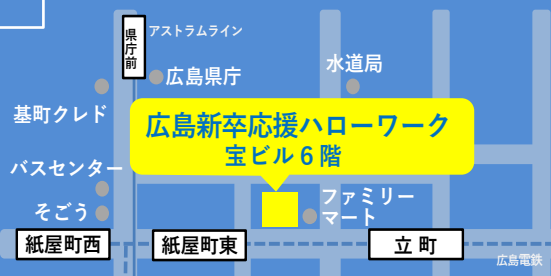 県庁前
アストラムライン
広島県庁
水道局
基町クレド
広島新卒応援ハローワーク
宝ビル６階
バスセンター
そごう
ファミリー
マート
紙屋町西
紙屋町東
立町
広島電鉄